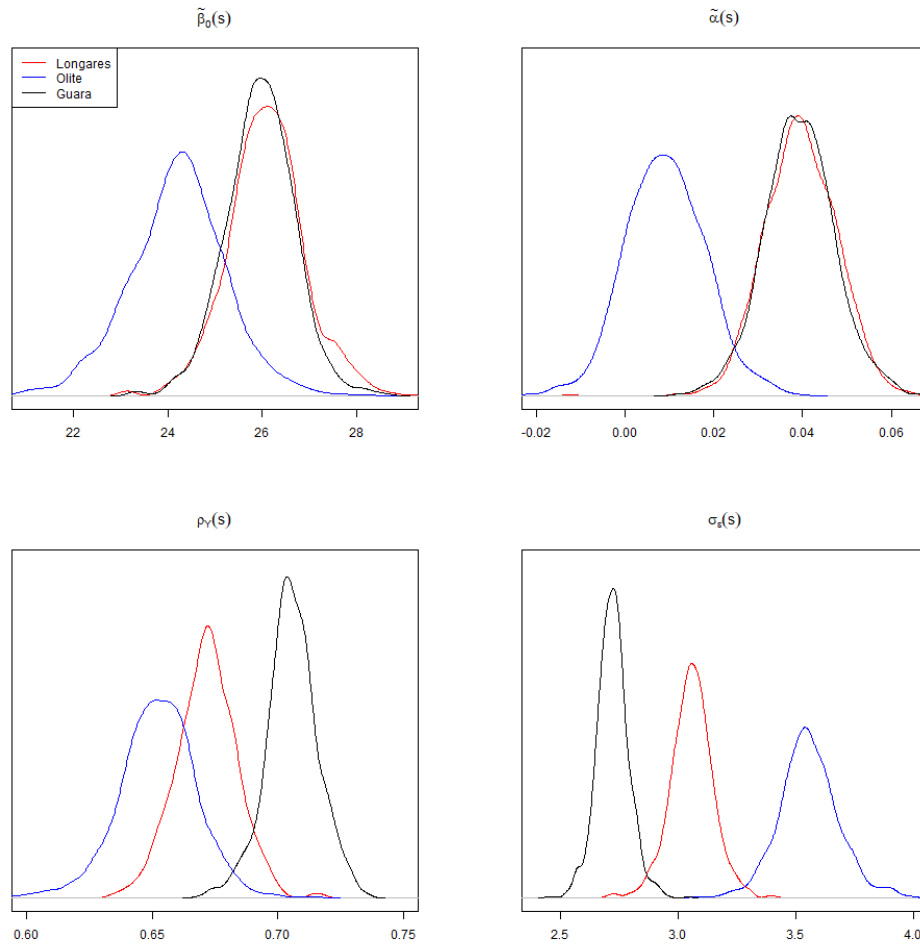 β̃₀(s)
α̃(s)
Longares
Olite
Guara
22 24 26 28
-0.02 0.00 0.02 0.04 0.06
ρY(s)
σε(s)
0.60 0.65 0.70 0.75
2.5 3.0 3.5 4.0